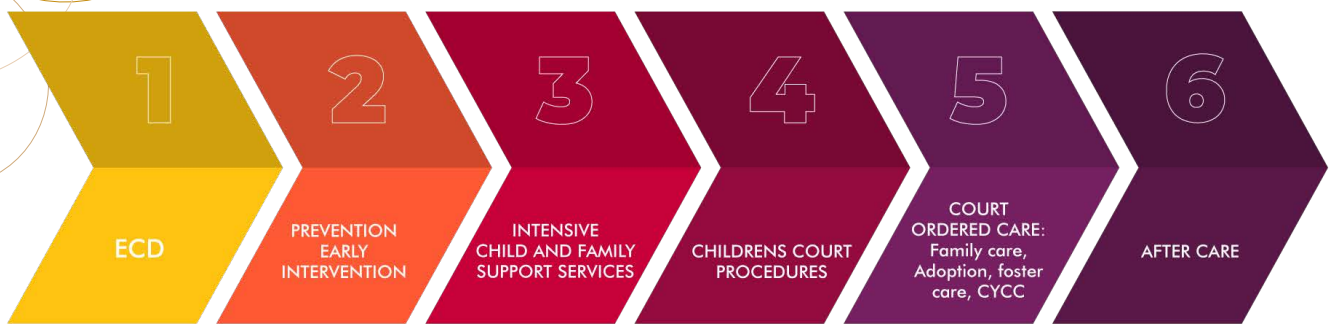 1
ECD
2
PREVENTION
EARLY
INTERVENTION
3
INTENSIVE
CHILD AND FAMILY
SUPPORT SERVICES
4
CHILDRENS COURT
PROCEDURES
5
COURT
ORDERED CARE:
Family care,
Adoption, foster
care, CYCC
6
AFTER CARE